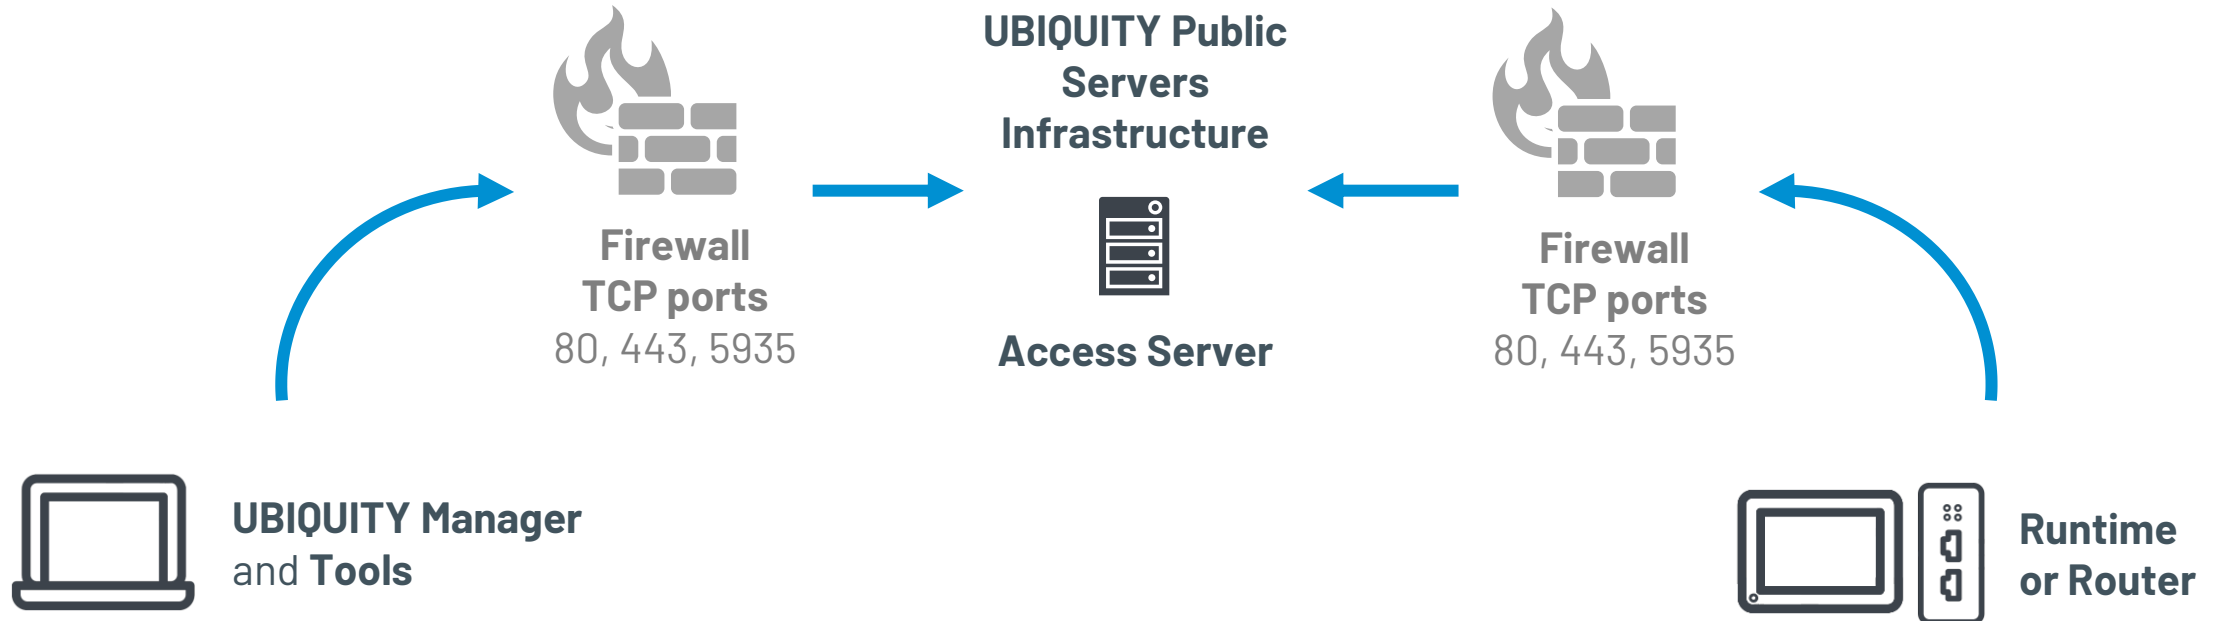 UBIQUITY Public
Servers
Infrastructure
Firewall
TCP ports
80, 443, 5935
Access Server
Firewall
TCP ports
80, 443, 5935
UBIQUITY Manager
and Tools
Runtime
or Router